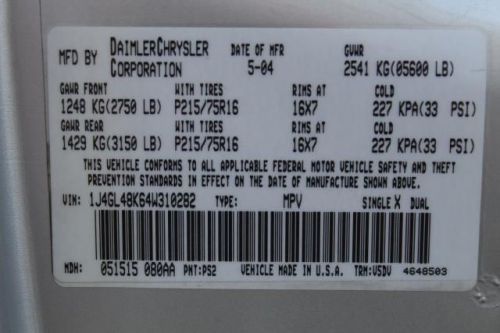 MFD BY DAIMLERCHRYSLER CORPORATION DATE OF MFR 5-04 GVWR 2541 KG(05600 LB)
GAWR FRONT WITH TIRES RIMS AT COLD
1248 KG(2750 LB) P215/75R16 16X7 227 KPA(33 PSI)
GAWR REAR WITH TIRES RIMS AT COLD
1429 KG(3150 LB) P215/75R16 16X7 227 KPA(33 PSI)
THIS VEHICLE CONFORMS TO ALL APPLICABLE FEDERAL MOTOR VEHICLE SAFETY AND THEFT
PREVENTION STANDARDS IN EFFECT ON THE DATE OF MANUFACTURE SHOWN ABOVE.
VIN: 1J4GL48K64W310282 TYPE: MPV SINGLE X DUAL
MDH: 051515 080AA PNT:PS2 VEHICLE MADE IN U.S.A. TRM:VSDV 4648503